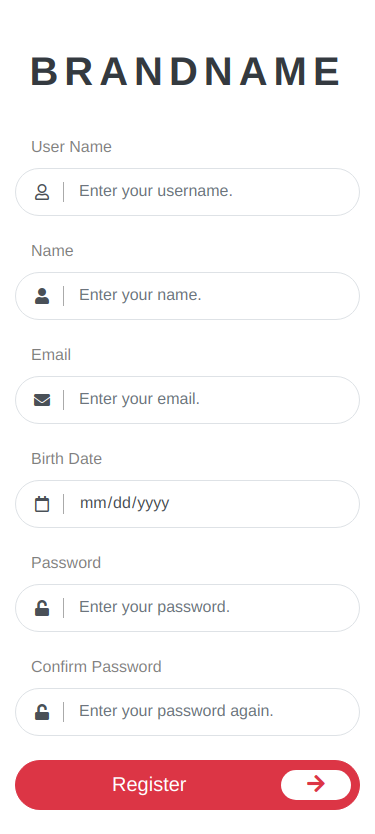 BRANDNAME
User Name
Enter your username.
Name
Enter your name.
Email
Enter your email.
Birth Date
mm/dd/yyyy
Password
Enter your password.
Confirm Password
Enter your password again.
Register